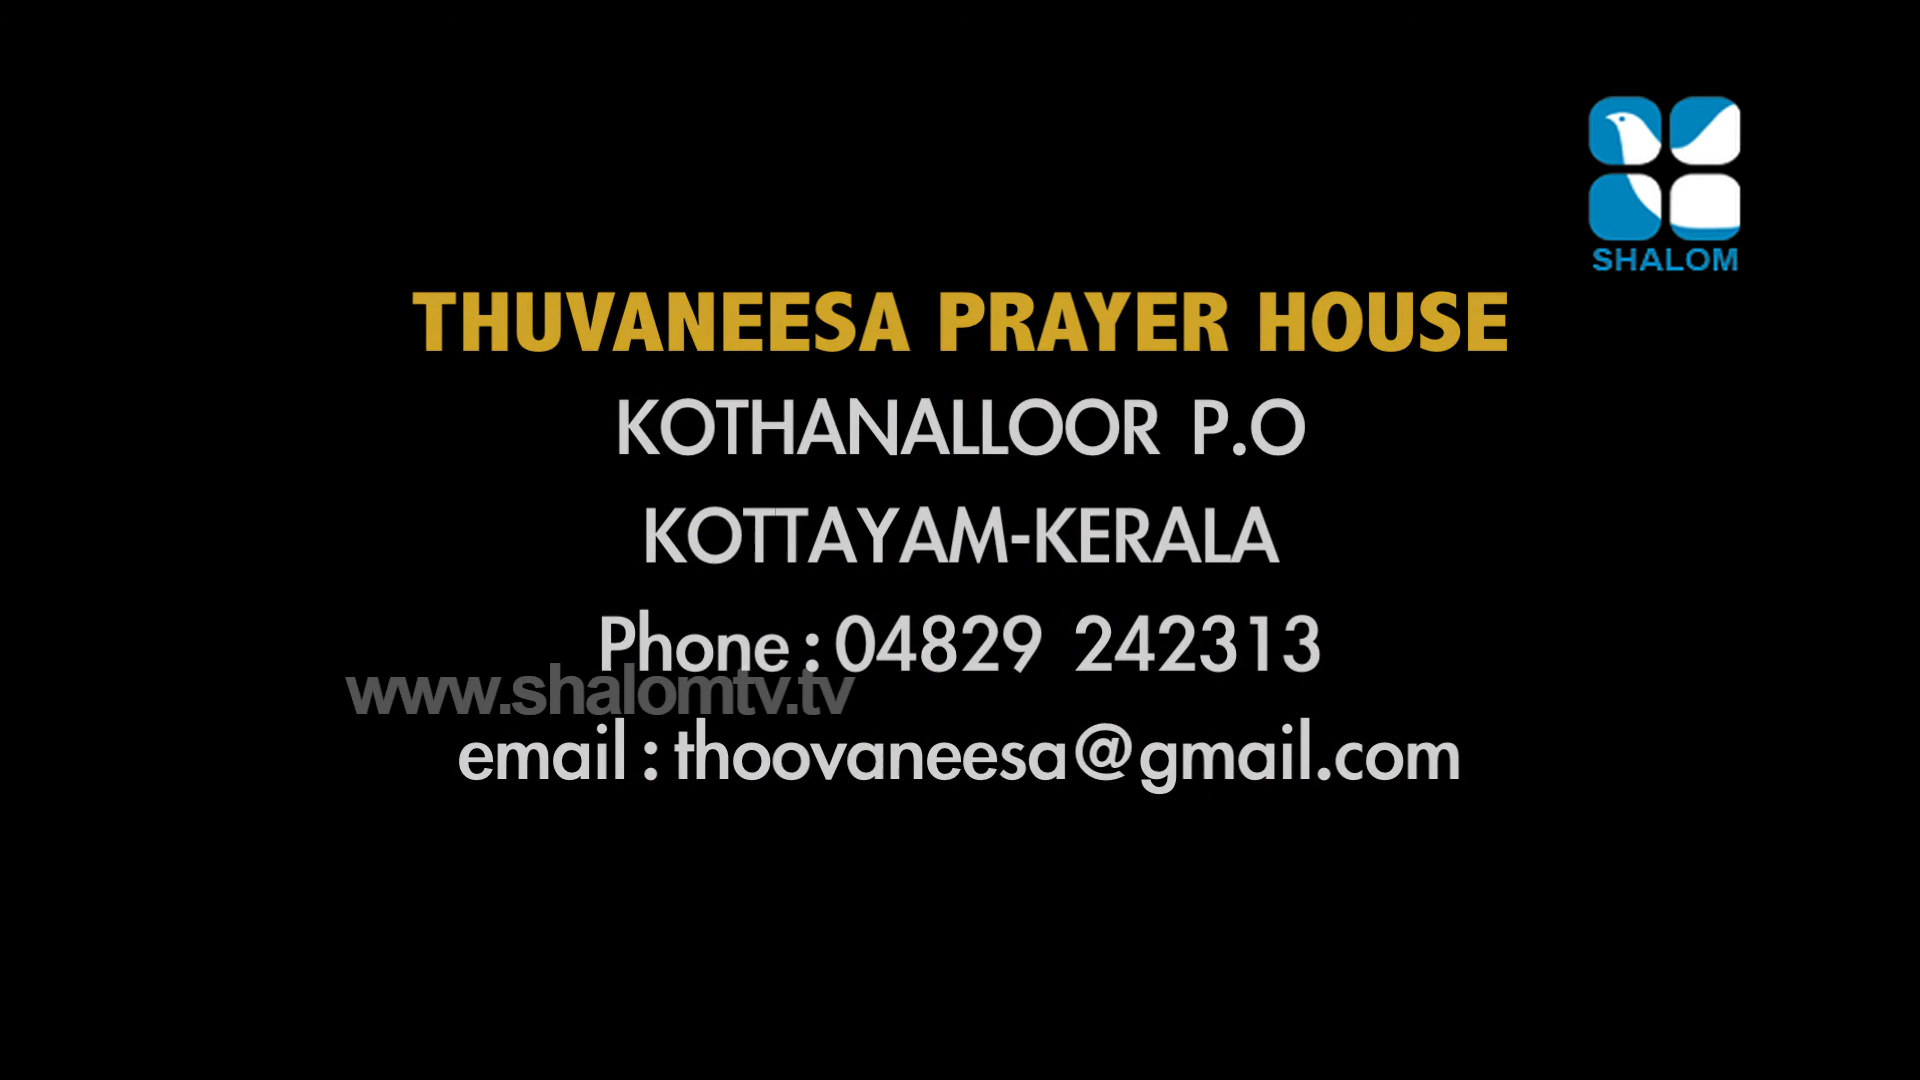 SHALOM
THUVANEESA PRAYER HOUSE
KOTHANALLOOR P.O
KOTTAYAM-KERALA
Phone : 04829 242313
www.shalomtv.tv
email : thoovaneesa@gmail.com